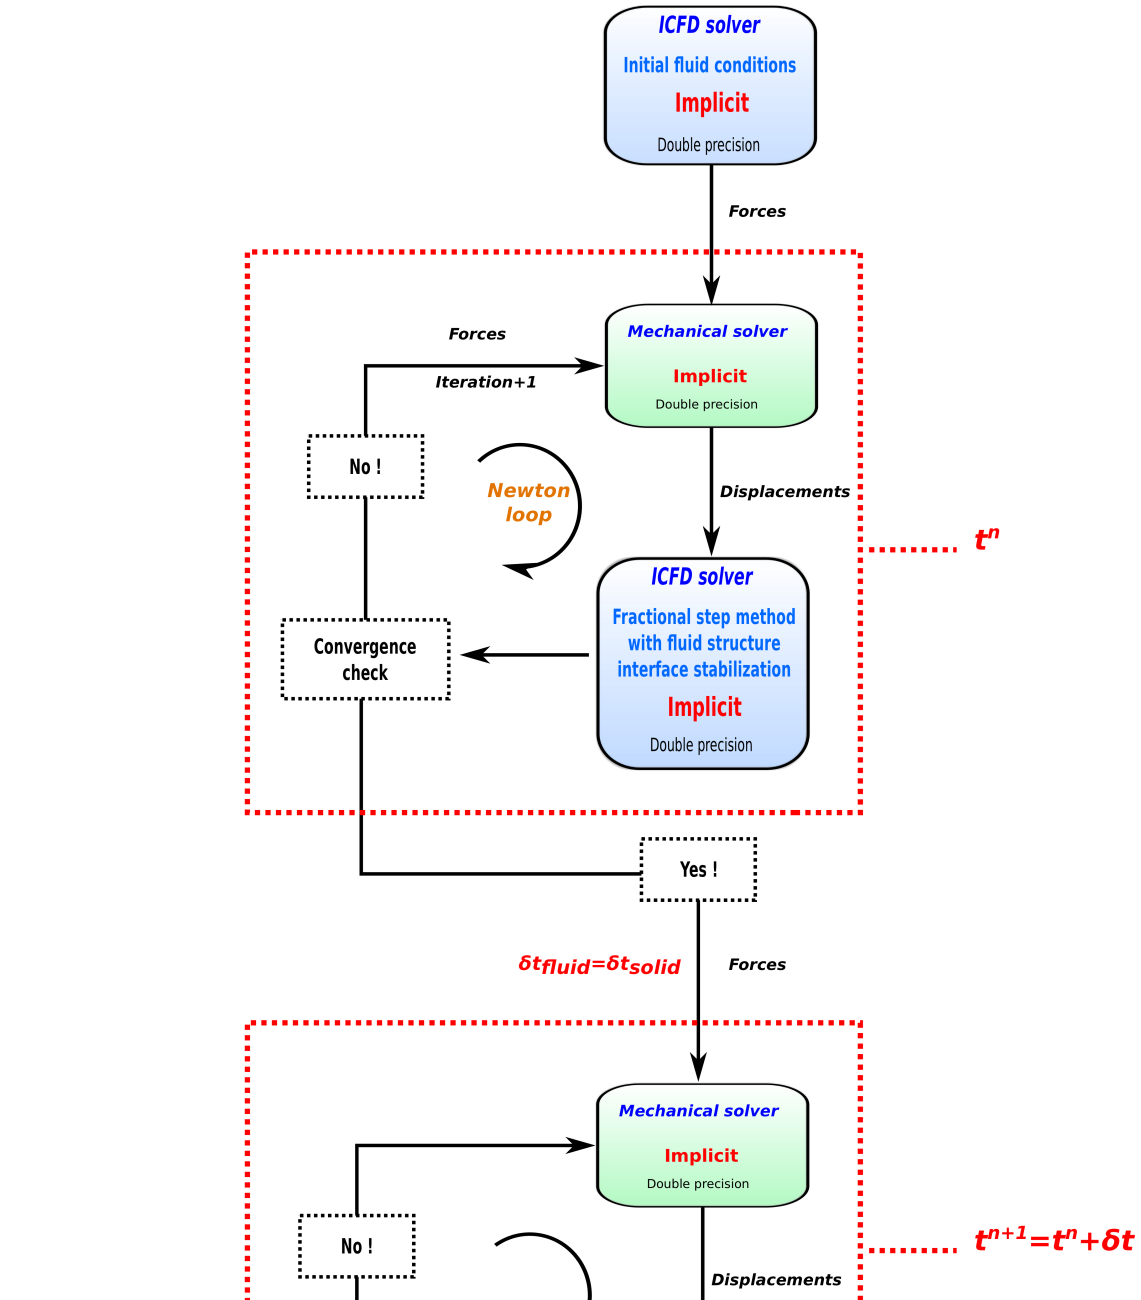 ICFD solver
Initial fluid conditions
Implicit
Double precision
Forces
Mechanical solver
Implicit
Double precision
Forces
Iteration+1
No !
Newton
loop
Displacements
tⁿ
ICFD solver
Fractional step method
with fluid structure
interface stabilization
Implicit
Double precision
Convergence
check
Yes !
δtfluid=δtsolid
Forces
Mechanical solver
Implicit
Double precision
No !
tⁿ⁺¹=tⁿ+δt
Displacements